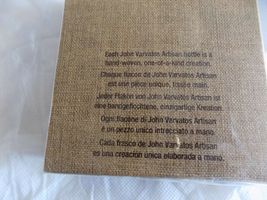 Each John Varvatos Artisan bottle is a
hand-woven, one-of-a-kind creation.
Chaque flacon de John Varvatos Artisan
est une pièce unique, tissée main.
Jeder Flakon von John Varvatos Artisan ist
eine handgeflochtene, einzigartige Kreation.
Ogni flacone di John Varvatos Artisan
è un pezzo unico intrecciato a mano.
Cada frasco de John Varvatos Artisan
es una creación única elaborada a mano.